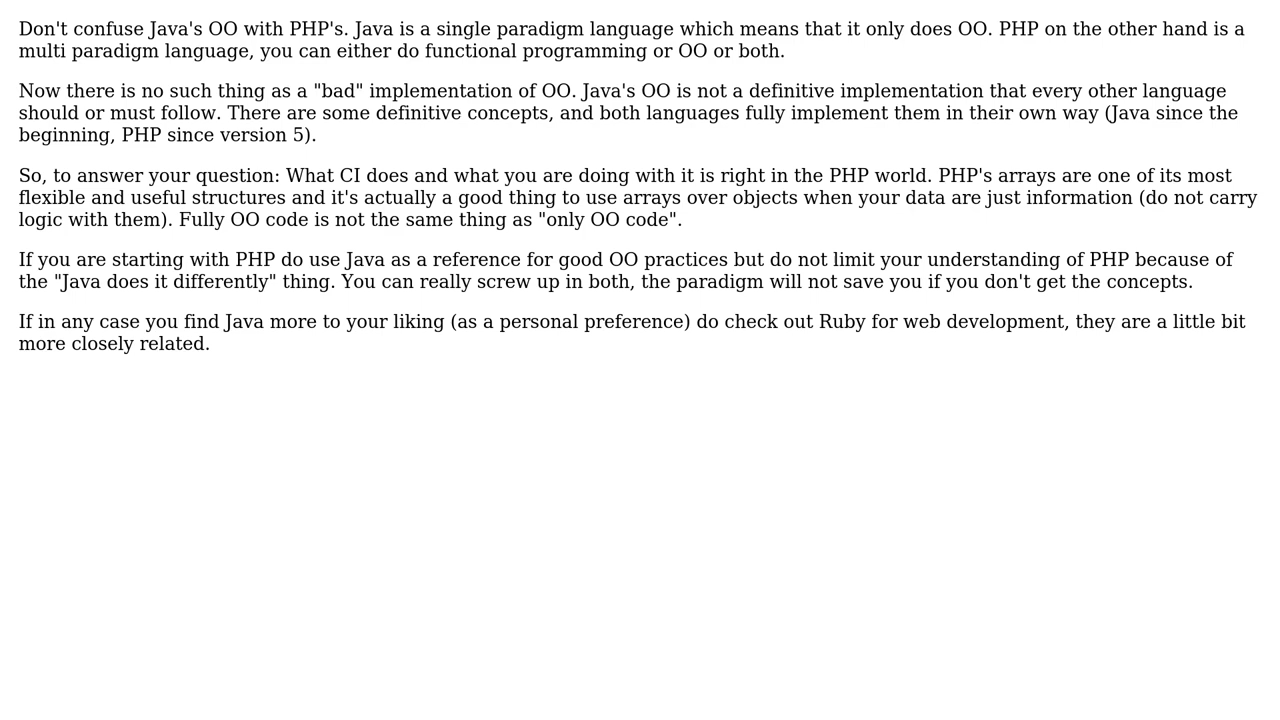 Don't confuse Java's OO with PHP's. Java is a single paradigm language which means that it only does OO. PHP on the other hand is a
multi paradigm language, you can either do functional programming or OO or both.
Now there is no such thing as a "bad" implementation of OO. Java's OO is not a definitive implementation that every other language
should or must follow. There are some definitive concepts, and both languages fully implement them in their own way (Java since the
beginning, PHP since version 5).
So, to answer your question: What CI does and what you are doing with it is right in the PHP world. PHP's arrays are one of its most
flexible and useful structures and it's actually a good thing to use arrays over objects when your data are just information (do not carry
logic with them). Fully OO code is not the same thing as "only OO code".
If you are starting with PHP do use Java as a reference for good OO practices but do not limit your understanding of PHP because of
the "Java does it differently" thing. You can really screw up in both, the paradigm will not save you if you don't get the concepts.
If in any case you find Java more to your liking (as a personal preference) do check out Ruby for web development, they are a little bit
more closely related.